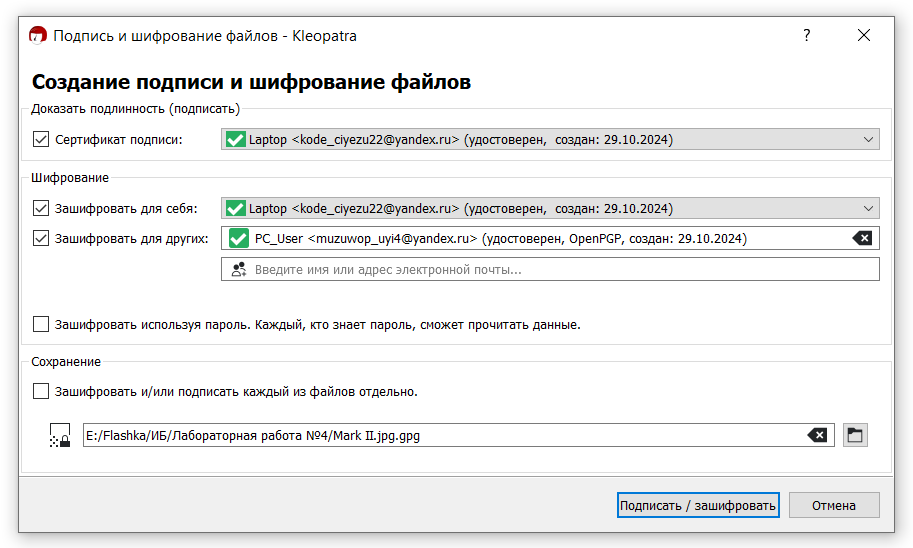 Подпись и шифрование файлов - Kleopatra
?
Создание подписи и шифрование файлов
Доказать подлинность (подписать)
Сертификат подписи: Laptop <kode_ciyezu22@yandex.ru> (удостоверен,  создан: 29.10.2024)
Шифрование
Зашифровать для себя: Laptop <kode_ciyezu22@yandex.ru> (удостоверен,  создан: 29.10.2024)
Зашифровать для других: PC_User <muzuwop_uyi4@yandex.ru> (удостоверен, OpenPGP, создан: 29.10.2024)
Введите имя или адрес электронной почты...
Зашифровать используя пароль. Каждый, кто знает пароль, сможет прочитать данные.
Сохранение
Зашифровать и/или подписать каждый из файлов отдельно.
E:/Flashka/ИБ/Лабораторная работа №4/Mark II.jpg.gpg
Подписать / зашифровать Отмена